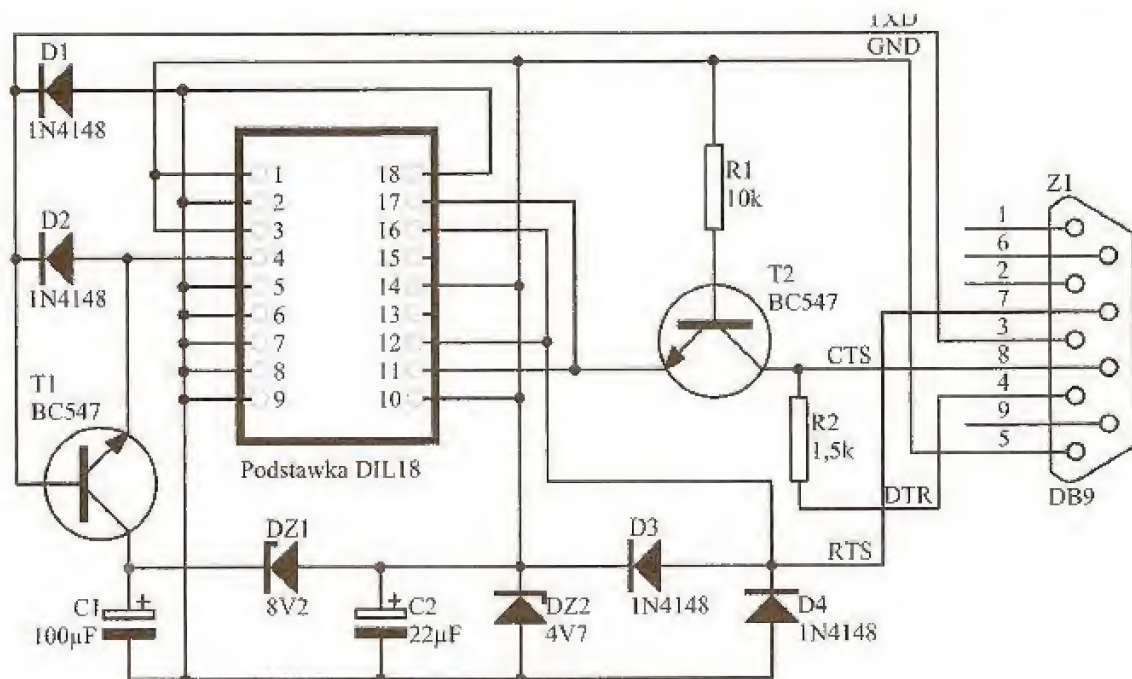 TXD
GND
D1
1N4148
D2
1N4148
T1
BC547
1 18
2 17
3 16
4 15
5 14
6 13
7 12
8 11
9 10
Podstawka DIL18
R1
10k
T2
BC547
CTS
R2
1,5k
DTR
RTS
Z1
1
6
2
7
3
8
4
9
5
DB9
DZ1
8V2
D3
1N4148
C1
100µF
+
C2
22µF
+
DZ2
4V7
D4
1N4148